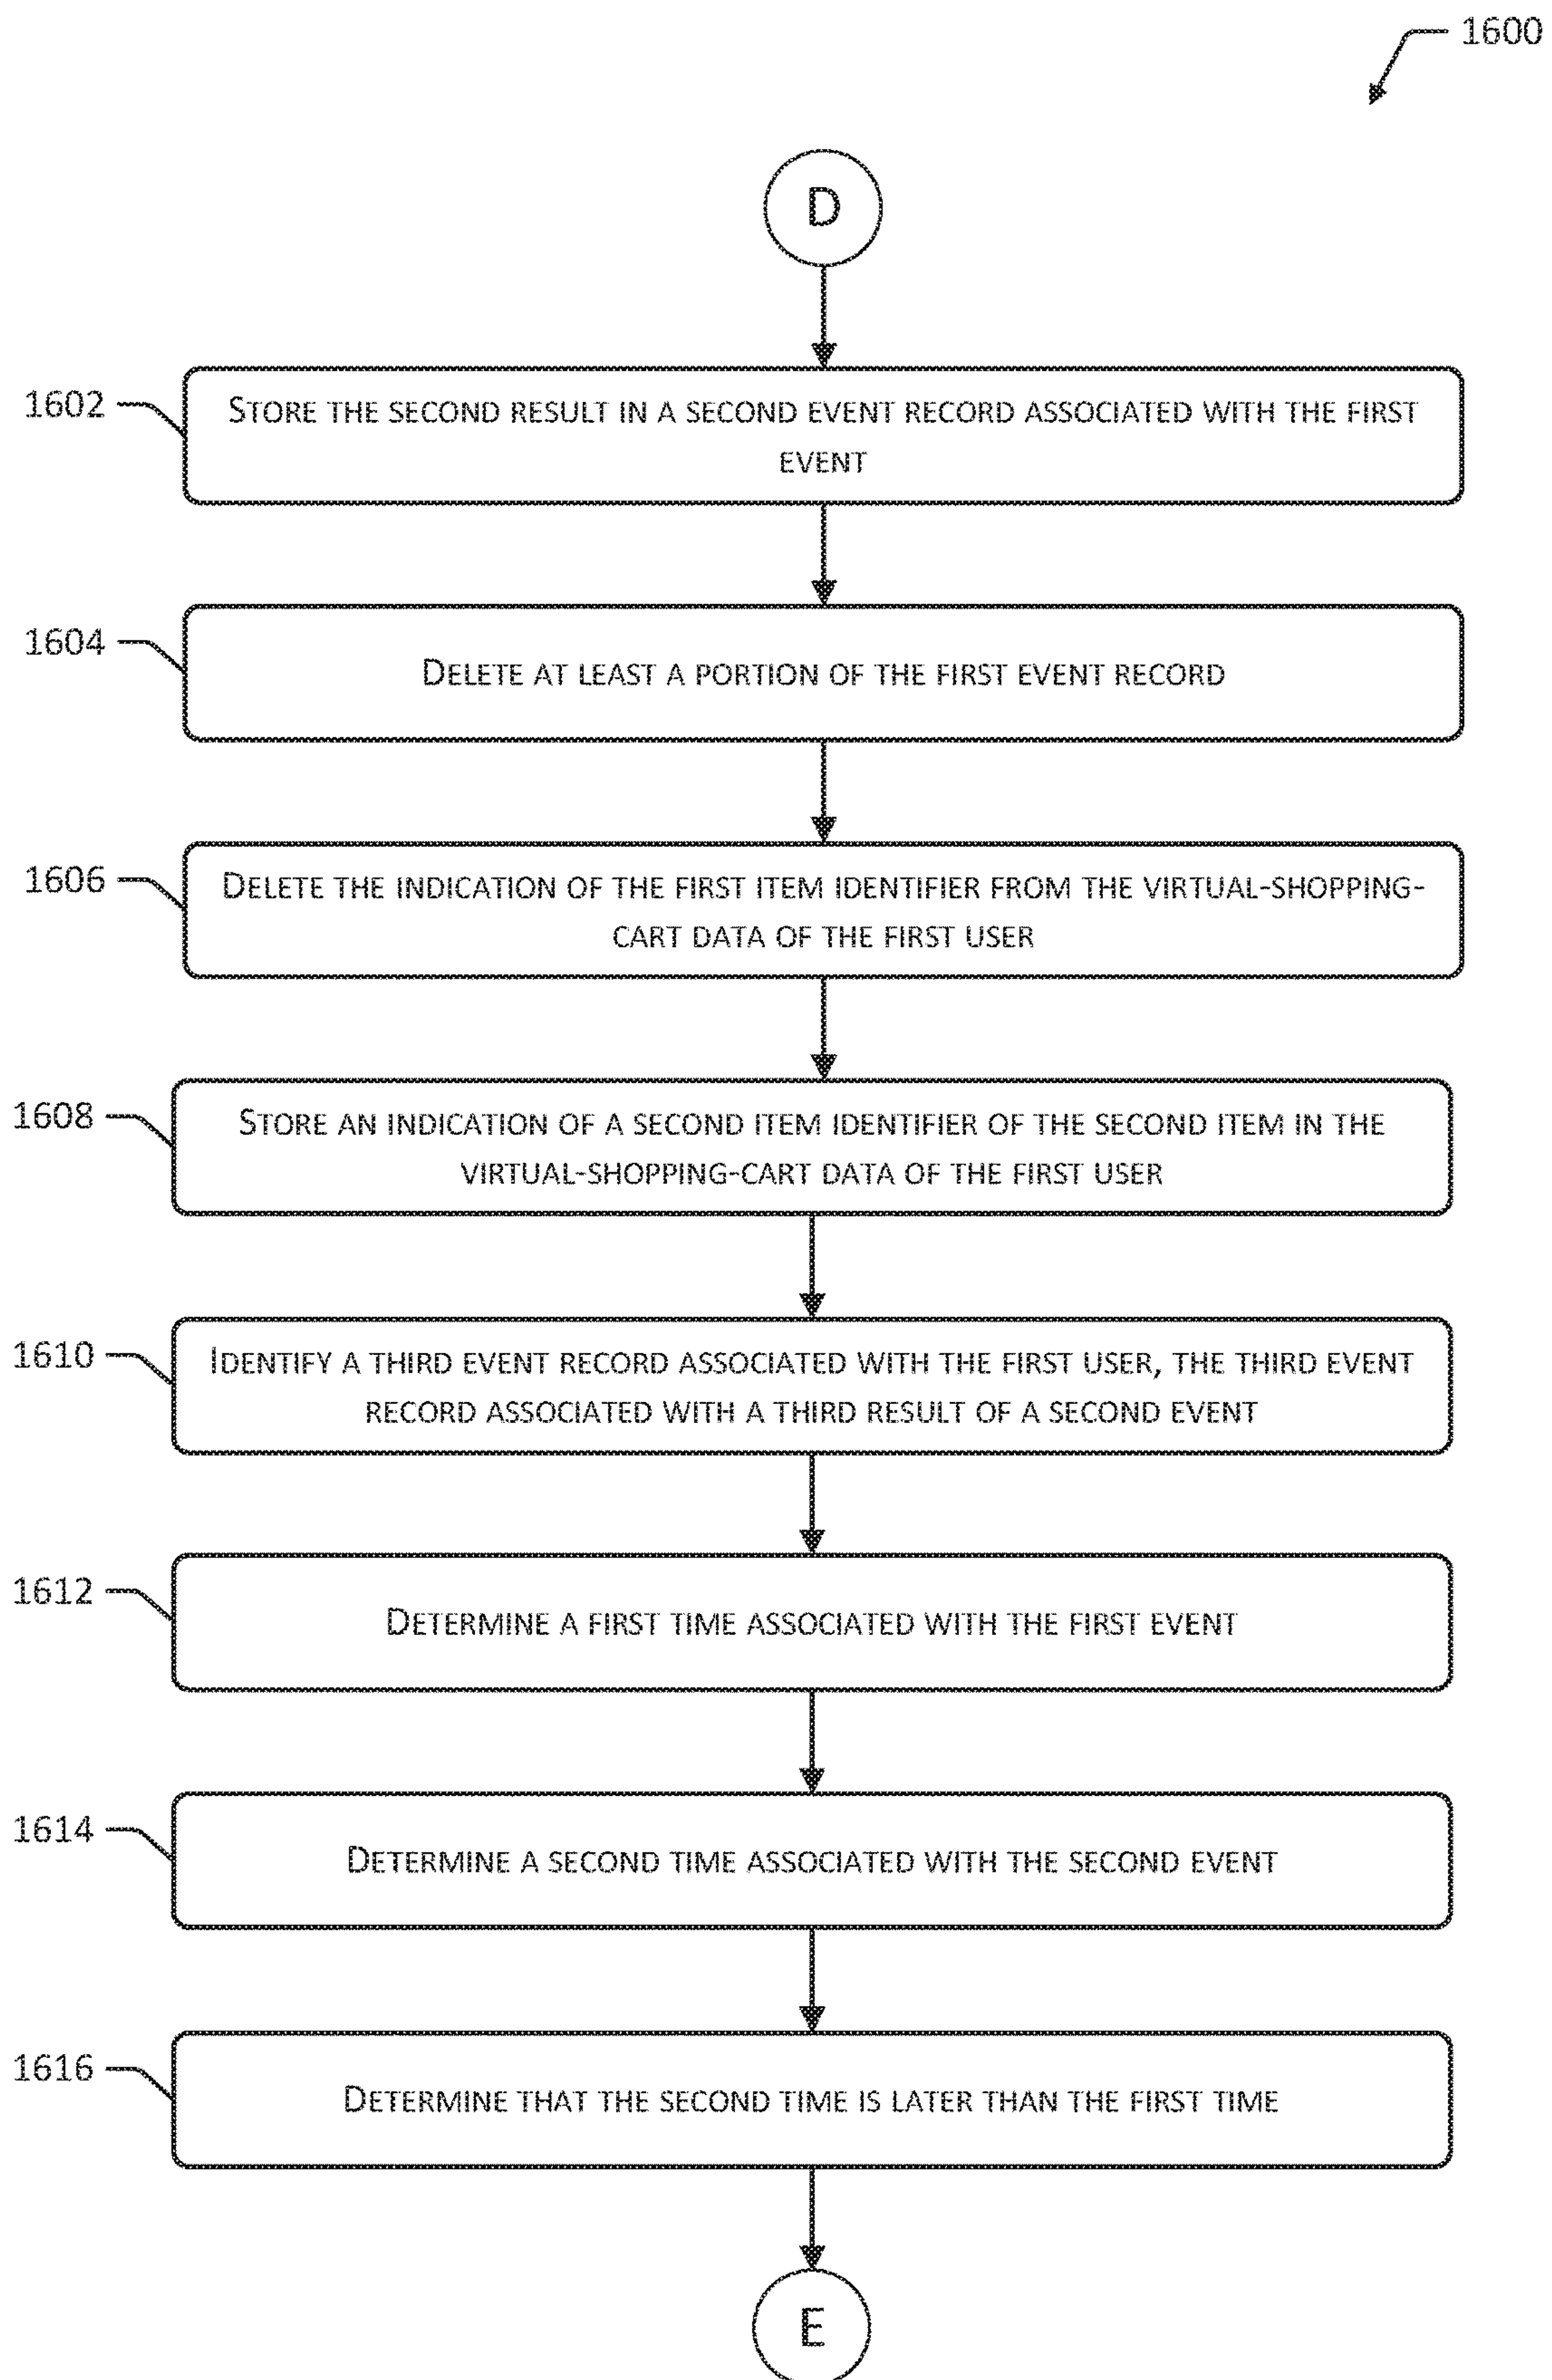 1600
D
1602
STORE THE SECOND RESULT IN A SECOND EVENT RECORD ASSOCIATED WITH THE FIRST
EVENT
1604
DELETE AT LEAST A PORTION OF THE FIRST EVENT RECORD
1606
DELETE THE INDICATION OF THE FIRST ITEM IDENTIFIER FROM THE VIRTUAL-SHOPPING-
CART DATA OF THE FIRST USER
1608
STORE AN INDICATION OF A SECOND ITEM IDENTIFIER OF THE SECOND ITEM IN THE
VIRTUAL-SHOPPING-CART DATA OF THE FIRST USER
1610
IDENTIFY A THIRD EVENT RECORD ASSOCIATED WITH THE FIRST USER, THE THIRD EVENT
RECORD ASSOCIATED WITH A THIRD RESULT OF A SECOND EVENT
1612
DETERMINE A FIRST TIME ASSOCIATED WITH THE FIRST EVENT
1614
DETERMINE A SECOND TIME ASSOCIATED WITH THE SECOND EVENT
1616
DETERMINE THAT THE SECOND TIME IS LATER THAN THE FIRST TIME
E